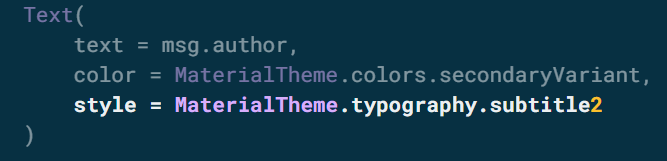 Text(
    text = msg.author,
    color = MaterialTheme.colors.secondaryVariant,
    style = MaterialTheme.typography.subtitle2
)